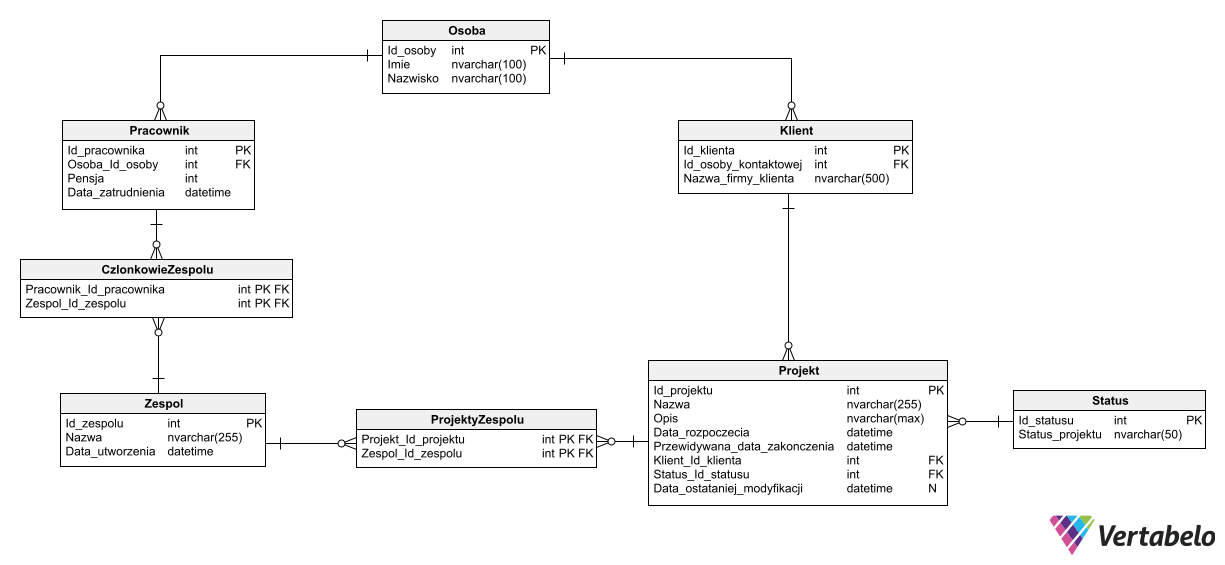 Osoba
Id_osoby int PK
Imie nvarchar(100)
Nazwisko nvarchar(100)
Pracownik
Id_pracownika int PK
Osoba_Id_osoby int FK
Pensja int
Data_zatrudnienia datetime
Klient
Id_klienta int PK
Id_osoby_kontaktowej int FK
Nazwa_firmy_klienta nvarchar(500)
CzlonkowieZespolu
Pracownik_Id_pracownika int PK FK
Zespol_Id_zespolu int PK FK
Zespol
Id_zespolu int PK
Nazwa nvarchar(255)
Data_utworzenia datetime
ProjektyZespolu
Projekt_Id_projektu int PK FK
Zespol_Id_zespolu int PK FK
Projekt
Id_projektu int PK
Nazwa nvarchar(255)
Opis nvarchar(max)
Data_rozpoczecia datetime
Przewidywana_data_zakonczenia datetime
Klient_Id_klienta int FK
Status_Id_statusu int FK
Data_ostataniej_modyfikacji datetime N
Status
Id_statusu int PK
Status_projektu nvarchar(50)
Vertabelo